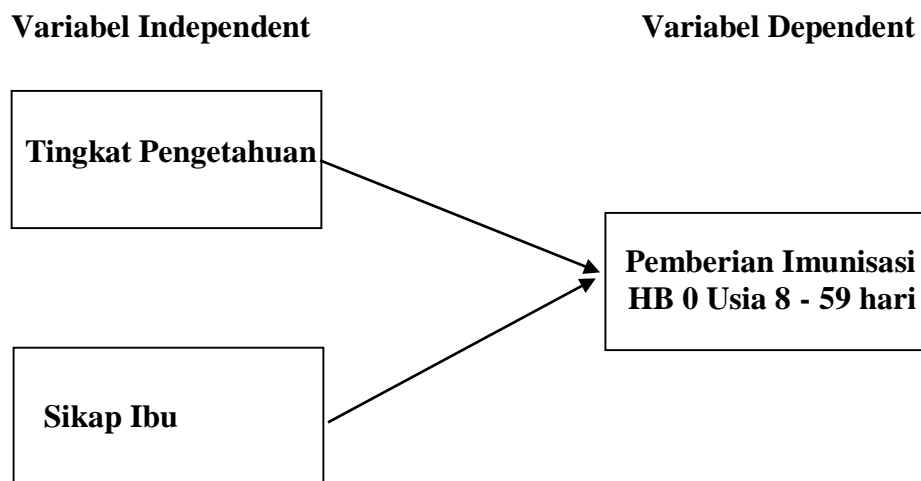 Variabel Independent
Variabel Dependent
Tingkat Pengetahuan
Pemberian Imunisasi
HB 0 Usia 8 - 59 hari
Sikap Ibu